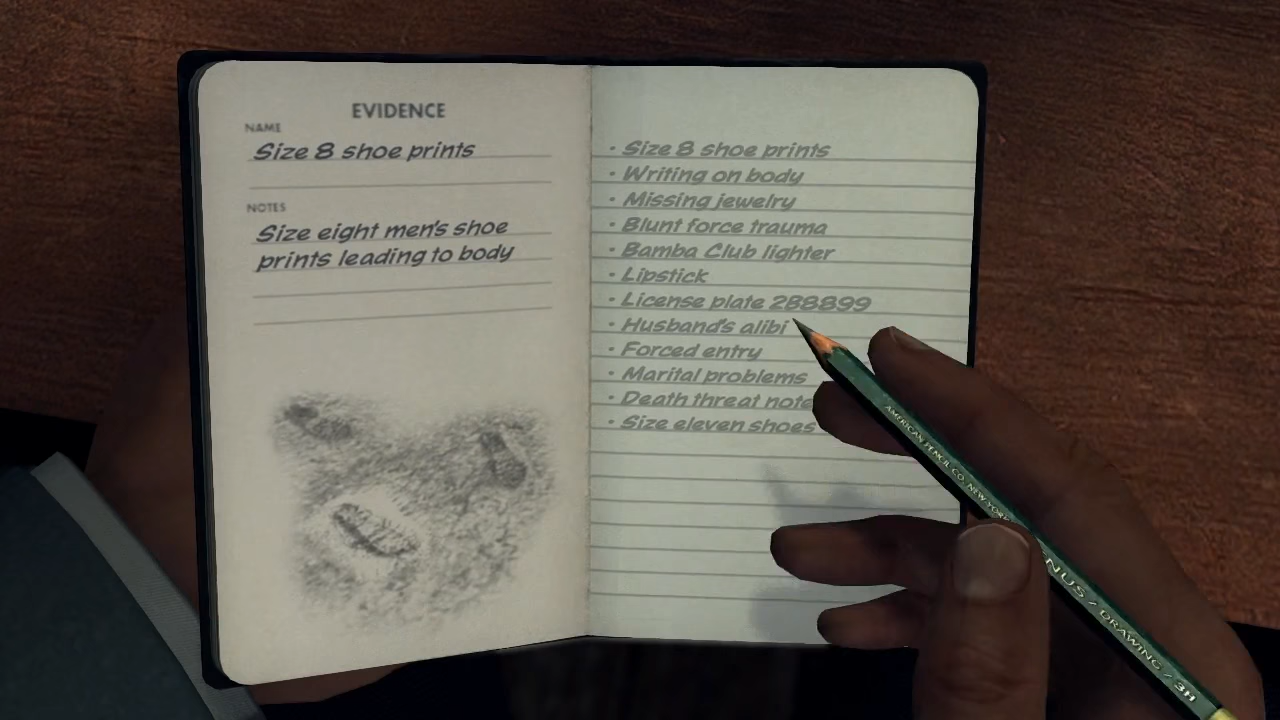 EVIDENCE
NAME
Size 8 shoe prints
NOTES
Size eight men's shoe
prints leading to body
• Size 8 shoe prints
• Writing on body
• Missing jewelry
• Blunt force trauma
• Bamba Club lighter
• Lipstick
• License plate 2B8899
• Husband's alibi
• Forced entry
• Marital problems
• Death threat note
• Size eleven shoes
AMERICAN PENCIL CO. NEW YORK
NUS / DRAWING / 3H